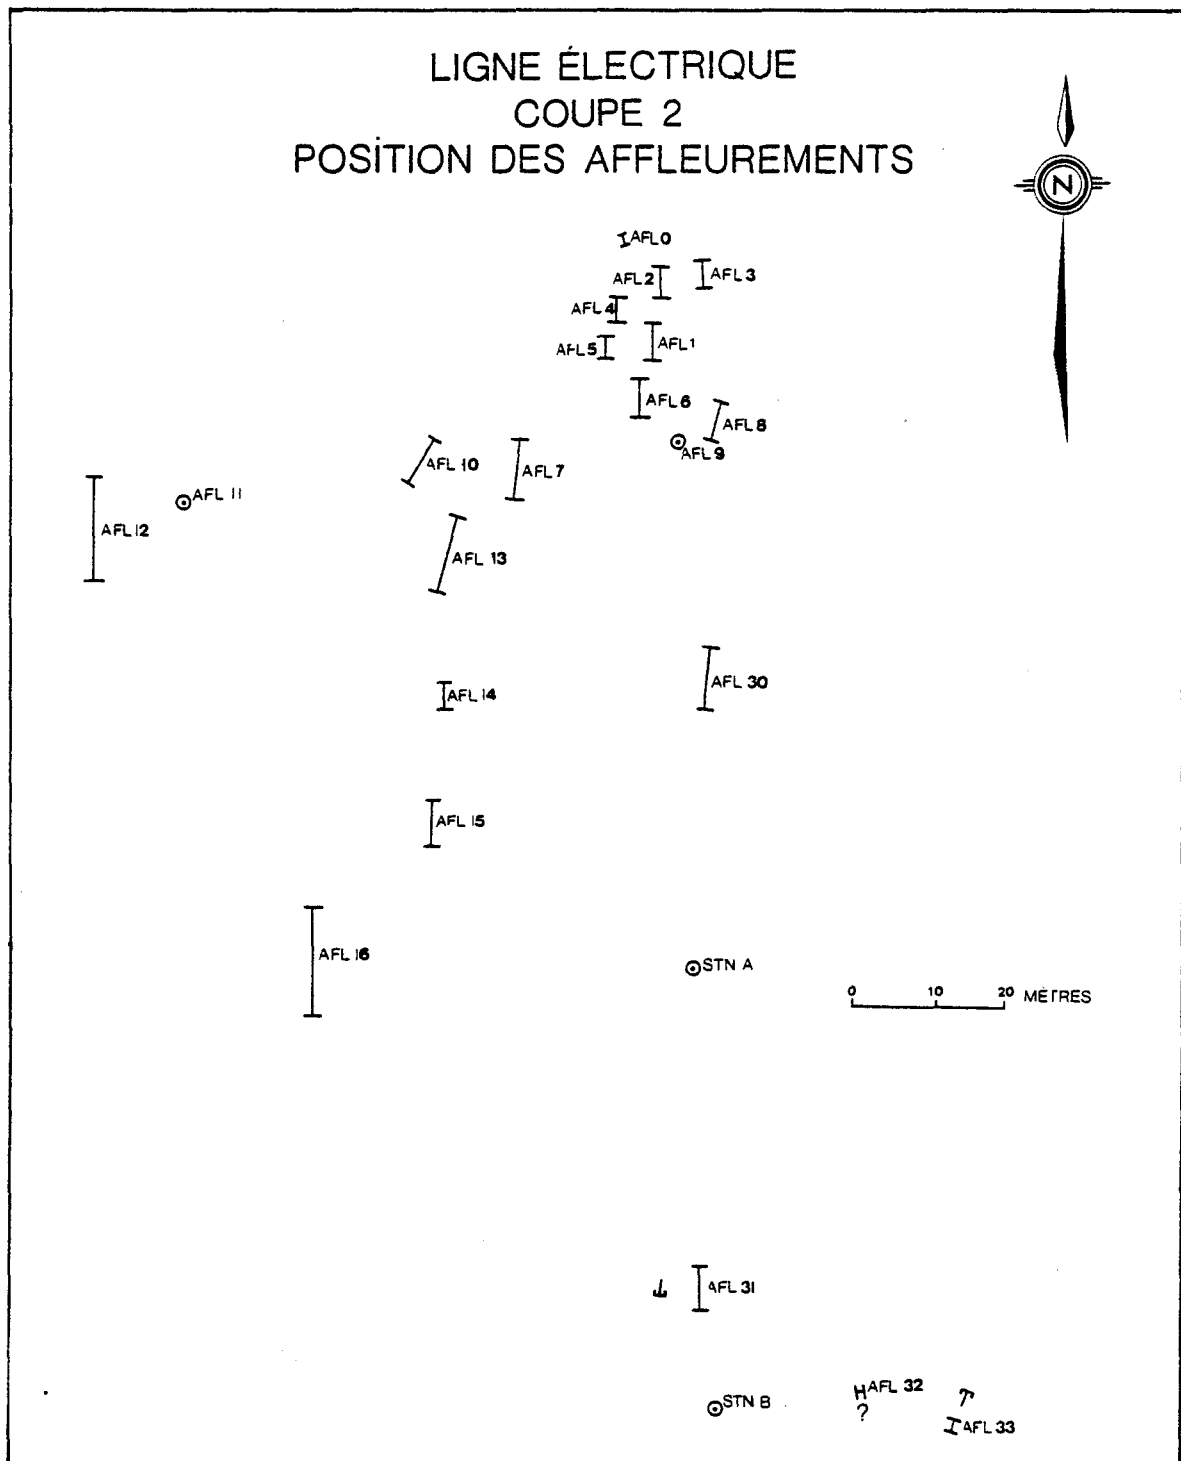 LIGNE ÉLECTRIQUE
COUPE 2
POSITION DES AFFLEUREMENTS
N
AFL 0
AFL 2
AFL 3
AFL 4
AFL 5
AFL 1
AFL 6
AFL 8
AFL 9
AFL 10
AFL 7
AFL 11
AFL 12
AFL 13
AFL 14
AFL 30
AFL 15
AFL 16
STN A
0 10 20 MÈTRES
AFL 31
AFL 32
?
STN B
AFL 33